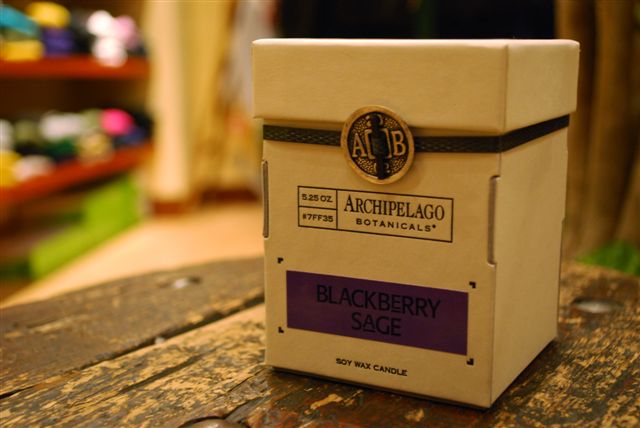 A B
5.25 OZ.
#7FF35
ARCHIPELAGO
BOTANICALS®
BLACKBERRY
SAGE
SOY WAX CANDLE